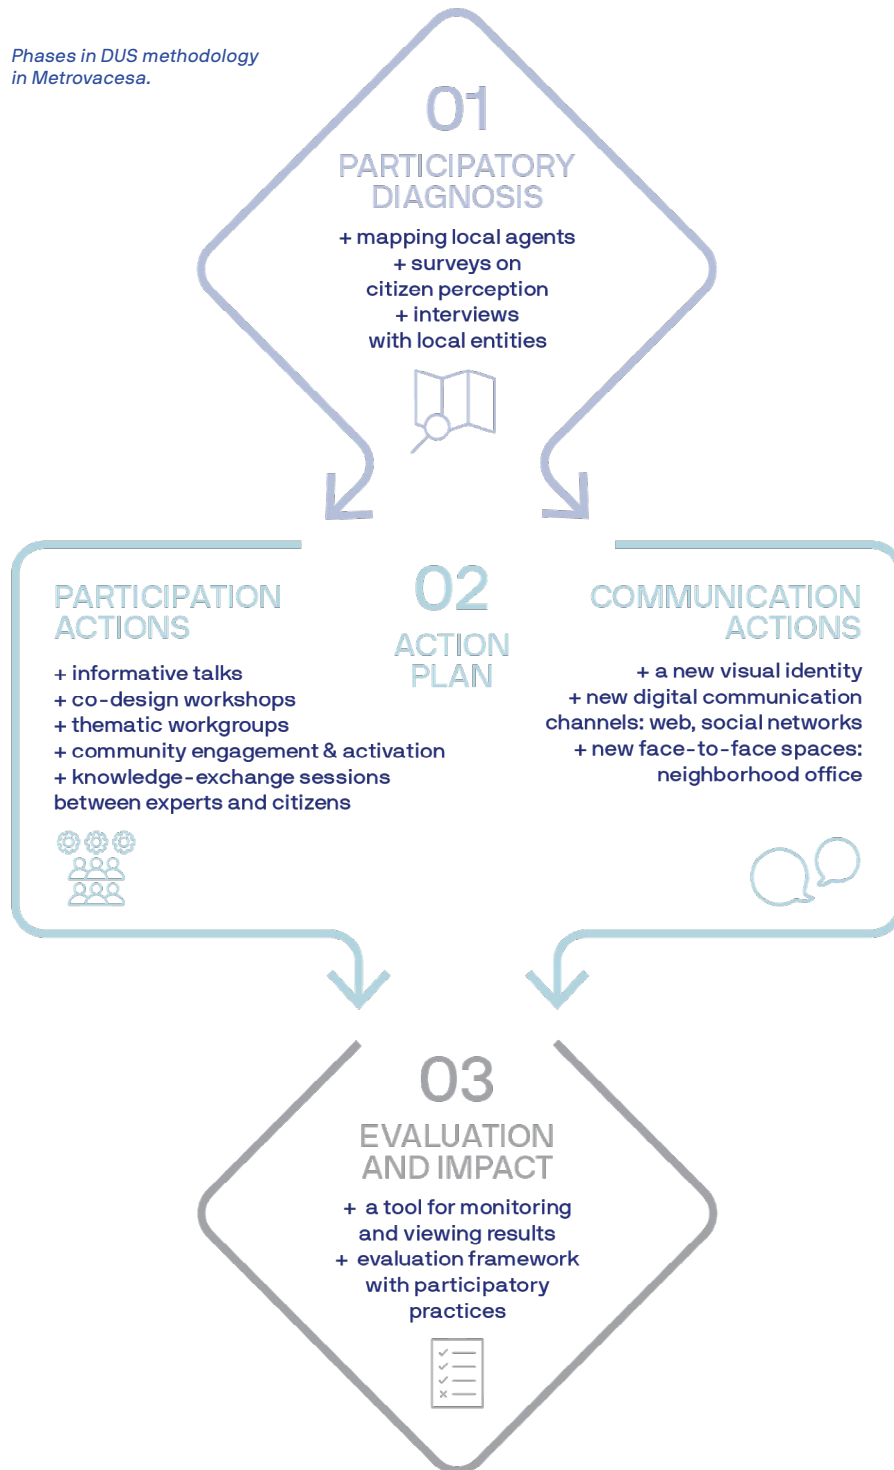 Phases in DUS methodology
in Metrovacesa.
01
PARTICIPATORY
DIAGNOSIS
+ mapping local agents
+ surveys on
citizen perception
+ interviews
with local entities
02
ACTION
PLAN
PARTICIPATION
ACTIONS
+ informative talks
+ co-design workshops
+ thematic workgroups
+ community engagement & activation
+ knowledge-exchange sessions
between experts and citizens
COMMUNICATION
ACTIONS
+ a new visual identity
+ new digital communication
channels: web, social networks
+ new face-to-face spaces:
neighborhood office
03
EVALUATION
AND IMPACT
+ a tool for monitoring
and viewing results
+ evaluation framework
with participatory
practices